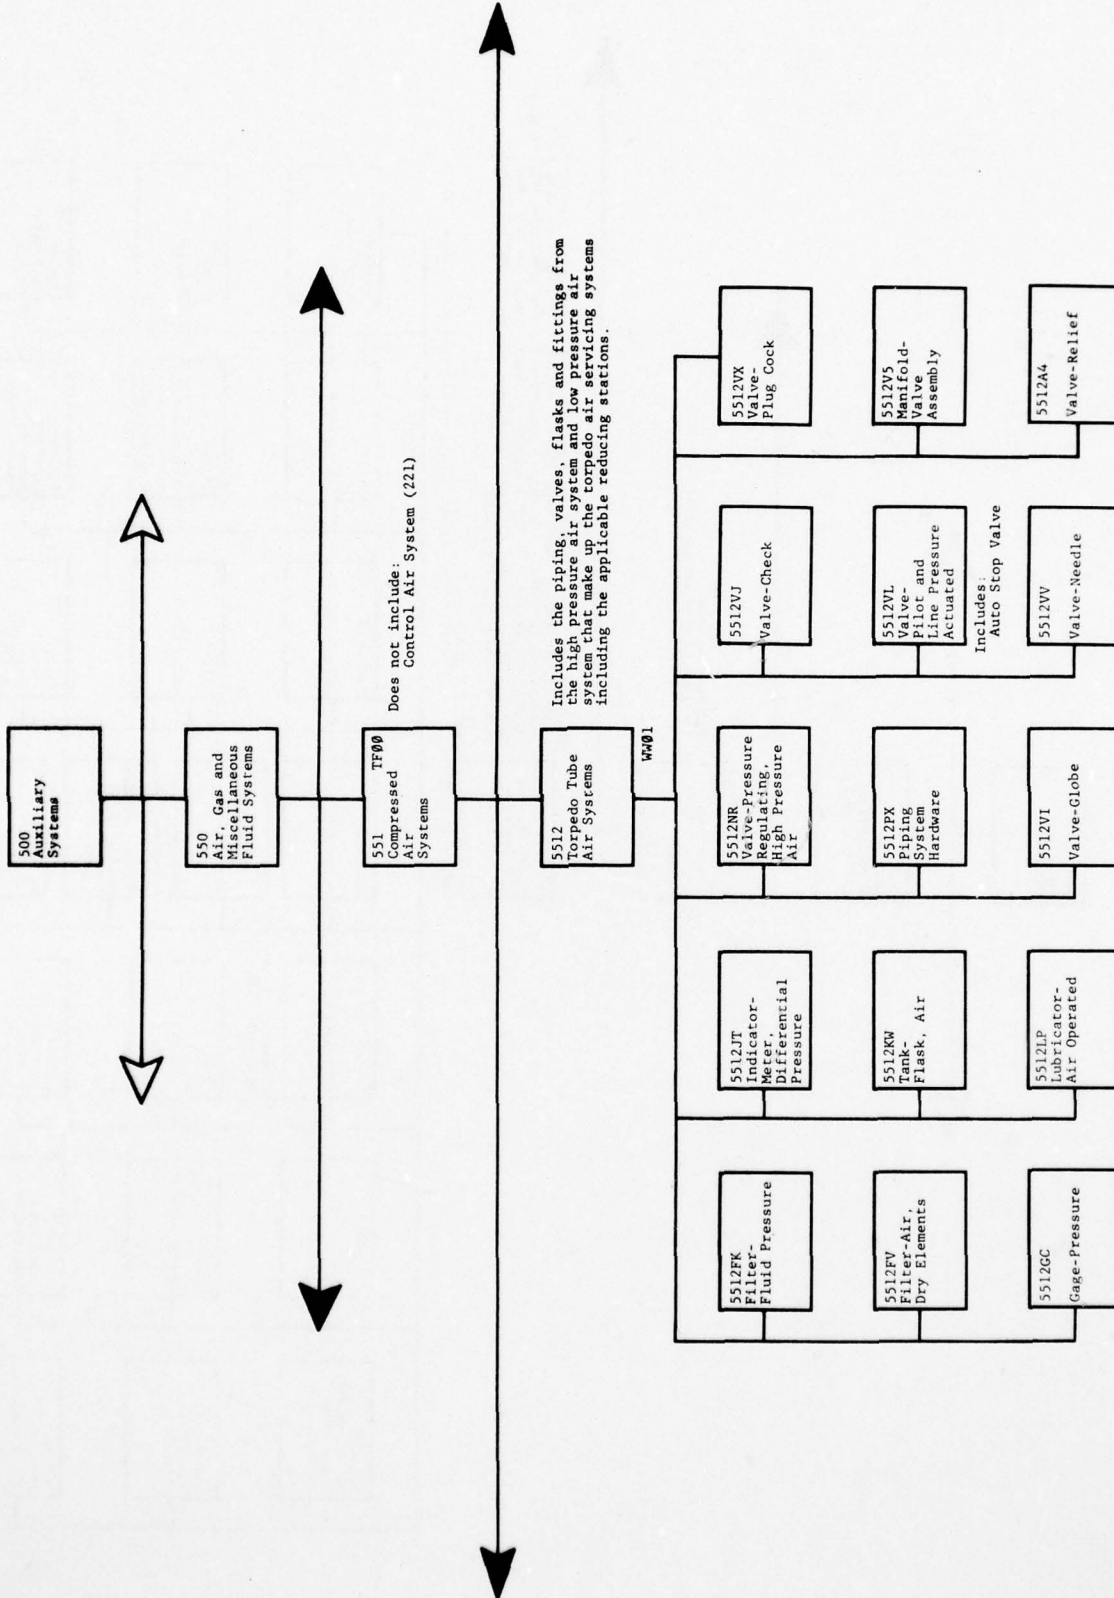 500
Auxiliary
Systems
550
Air, Gas and
Miscellaneous
Fluid Systems
551 TF00
Compressed
Air
Systems
Does not include:
Control Air System (221)
5512
Torpedo Tube
Air Systems
WW01
Includes the piping, valves, flasks and fittings from
the high pressure air system and low pressure air
system that make up the torpedo air servicing systems
including the applicable reducing stations.
5512FK
Filter-
Fluid Pressure
5512JT
Indicator-
Meter,
Differential
Pressure
5512NR
Valve-Pressure
Regulating,
High Pressure
Air
5512VJ
Valve-Check
5512VX
Valve-
Plug Cock
5512FV
Filter-Air,
Dry Elements
5512KW
Tank-
Flask, Air
5512PX
Piping
System
Hardware
5512VL
Valve-
Pilot and
Line Pressure
Actuated
Includes:
Auto Stop Valve
5512V5
Manifold-
Valve
Assembly
5512GC
Gage-Pressure
5512LP
Lubricator-
Air Operated
5512VI
Valve-Globe
5512VV
Valve-Needle
5512A4
Valve-Relief